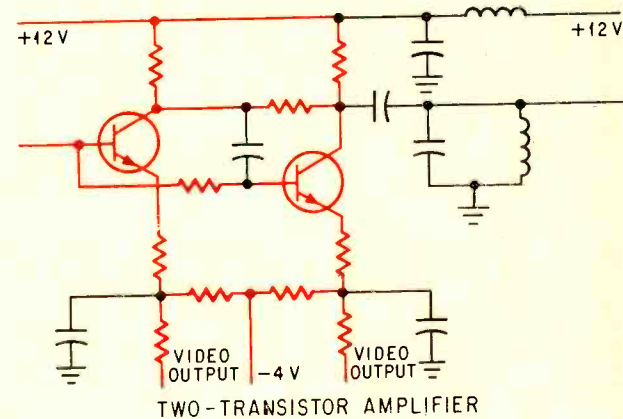 +12 V
+12 V
VIDEO
OUTPUT
-4 V
VIDEO
OUTPUT
TWO-TRANSISTOR AMPLIFIER